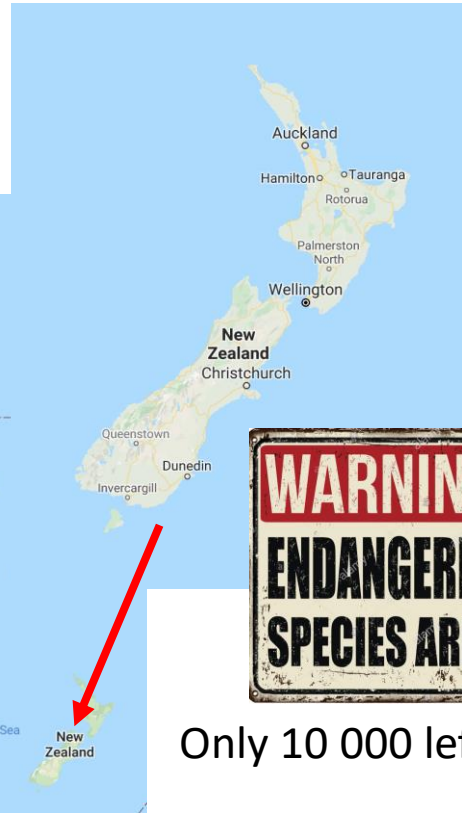 Auckland
Hamilton
Tauranga
Rotorua
Palmerston
North
Wellington
New
Zealand
Christchurch
Queenstown
Dunedin
Invercargill
WARNIN
ENDANGER
SPECIES AR
Sea
New
Zealand
Only 10 000 lef